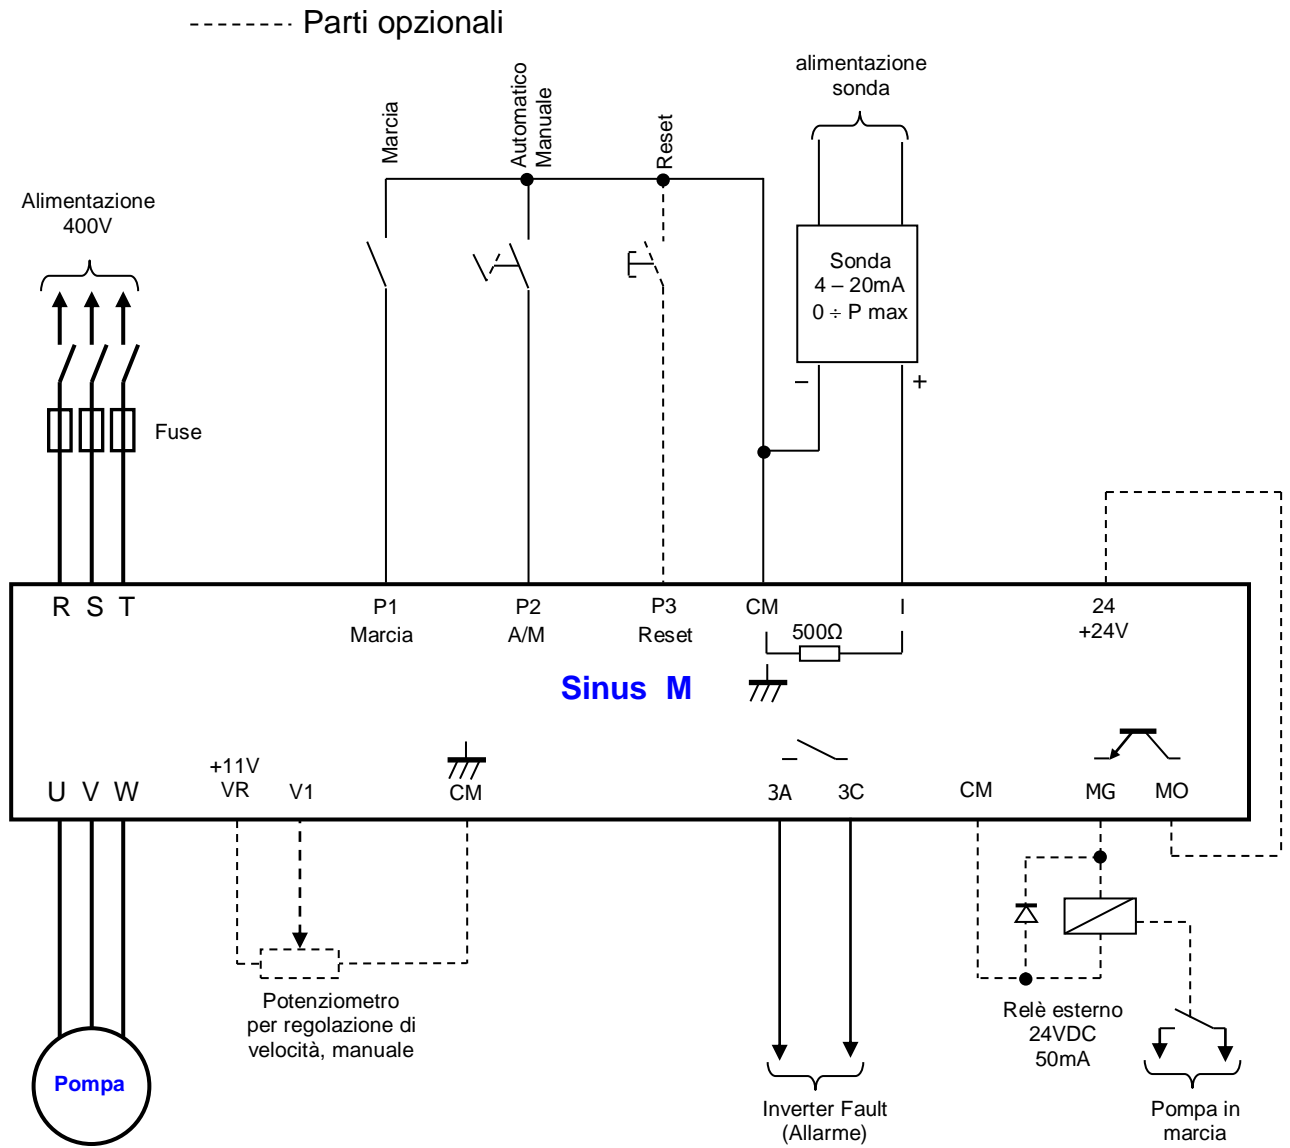 Parti opzionali
alimentazione
sonda
Marcia
Automatico
Manuale
Reset
Alimentazione
400V
Sonda
4 – 20mA
0 ÷ P max
–
+
Fuse
R S T
P1
Marcia
P2
A/M
P3
Reset
CM
I
500Ω
24
+24V
Sinus M
U V W
+11V
VR
V1
CM
3A
3C
CM
MG
MO
Potenziometro
per regolazione di
velocità, manuale
Relè esterno
24VDC
50mA
Pompa
Inverter Fault
(Allarme)
Pompa in
marcia